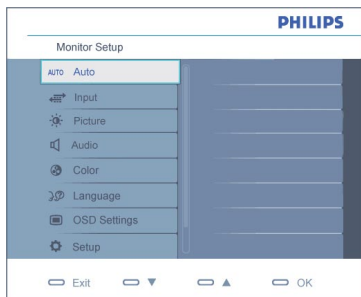 PHILIPS
Monitor Setup
AUTO Auto
Input
Picture
Audio
Color
Language
OSD Settings
Setup
Exit ▼ ▲ OK